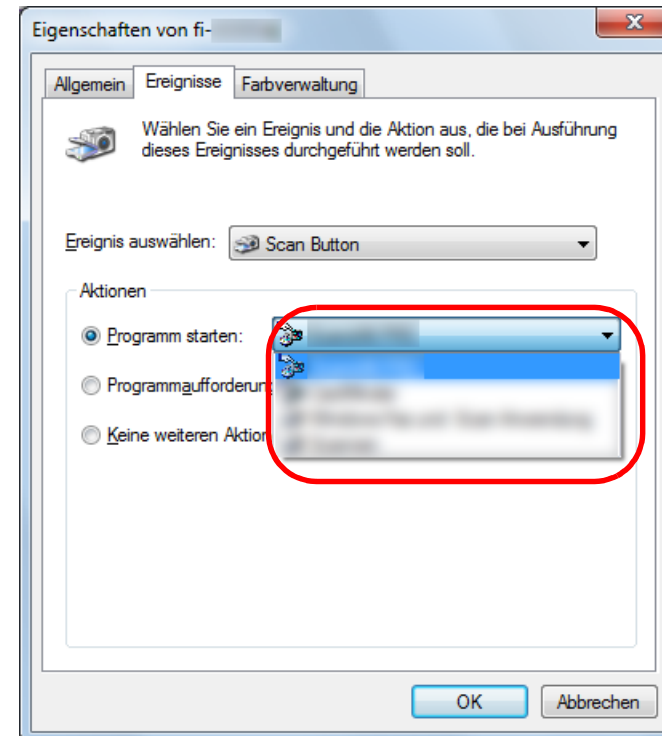 Eigenschaften von fi-
Allgemein Ereignisse Farbverwaltung
Wählen Sie ein Ereignis und die Aktion aus, die bei Ausführung
dieses Ereignisses durchgeführt werden soll.
Ereignis auswählen: Scan Button
Aktionen
Programm starten:
Programmaufforderun
Keine weiteren Aktion
OK Abbrechen